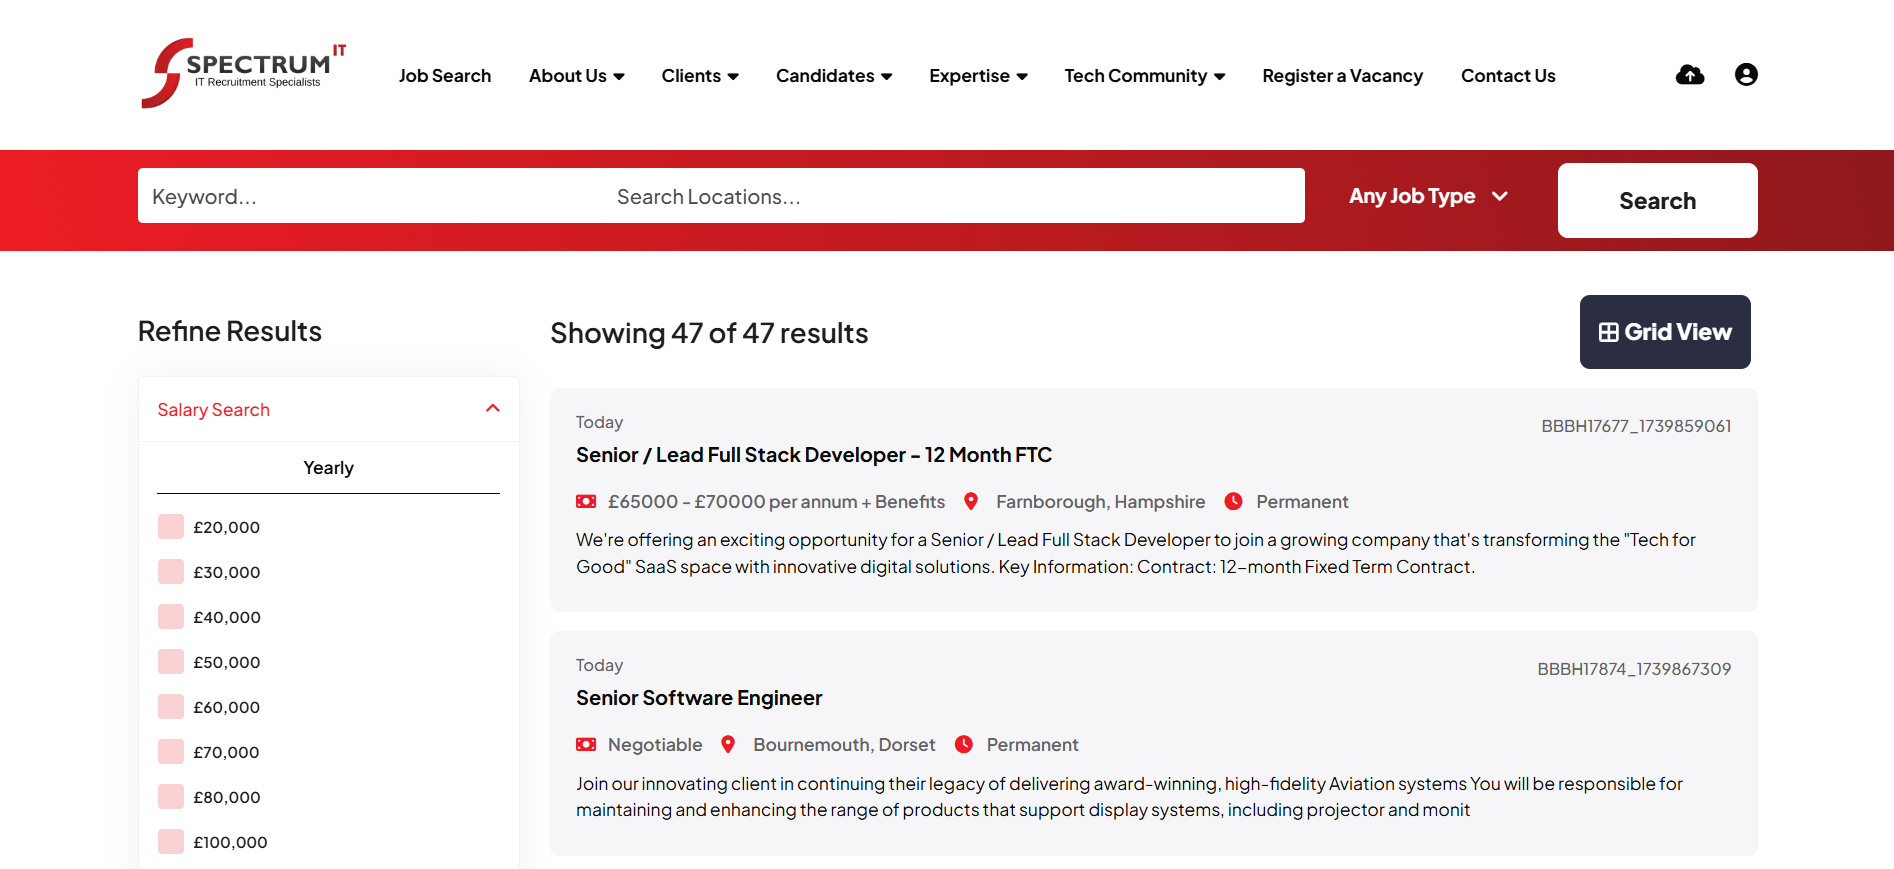 SPECTRUM IT
IT Recruitment Specialists
Job Search
About Us
Clients
Candidates
Expertise
Tech Community
Register a Vacancy
Contact Us
Keyword...
Search Locations...
Any Job Type
Search
Refine Results
Salary Search
Yearly
£20,000
£30,000
£40,000
£50,000
£60,000
£70,000
£80,000
£100,000
Showing 47 of 47 results
Grid View
Today
BBBH17677_1739859061
Senior / Lead Full Stack Developer - 12 Month FTC
£65000 - £70000 per annum + Benefits
Farnborough, Hampshire
Permanent
We're offering an exciting opportunity for a Senior / Lead Full Stack Developer to join a growing company that's transforming the "Tech for
Good" SaaS space with innovative digital solutions. Key Information: Contract: 12-month Fixed Term Contract.
Today
BBBH17874_1739867309
Senior Software Engineer
Negotiable
Bournemouth, Dorset
Permanent
Join our innovating client in continuing their legacy of delivering award-winning, high-fidelity Aviation systems You will be responsible for
maintaining and enhancing the range of products that support display systems, including projector and monit